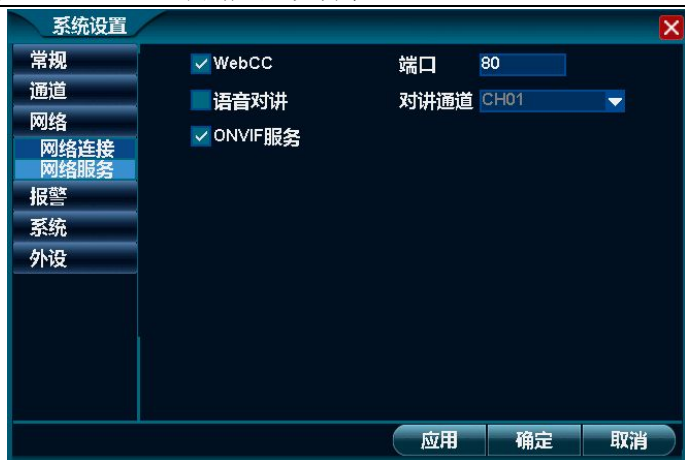 系统设置
常规
通道
网络
网络连接
网络服务
报警
系统
外设
WebCC 端口 80
语音对讲 对讲通道 CH01
ONVIF服务
应用 确定 取消